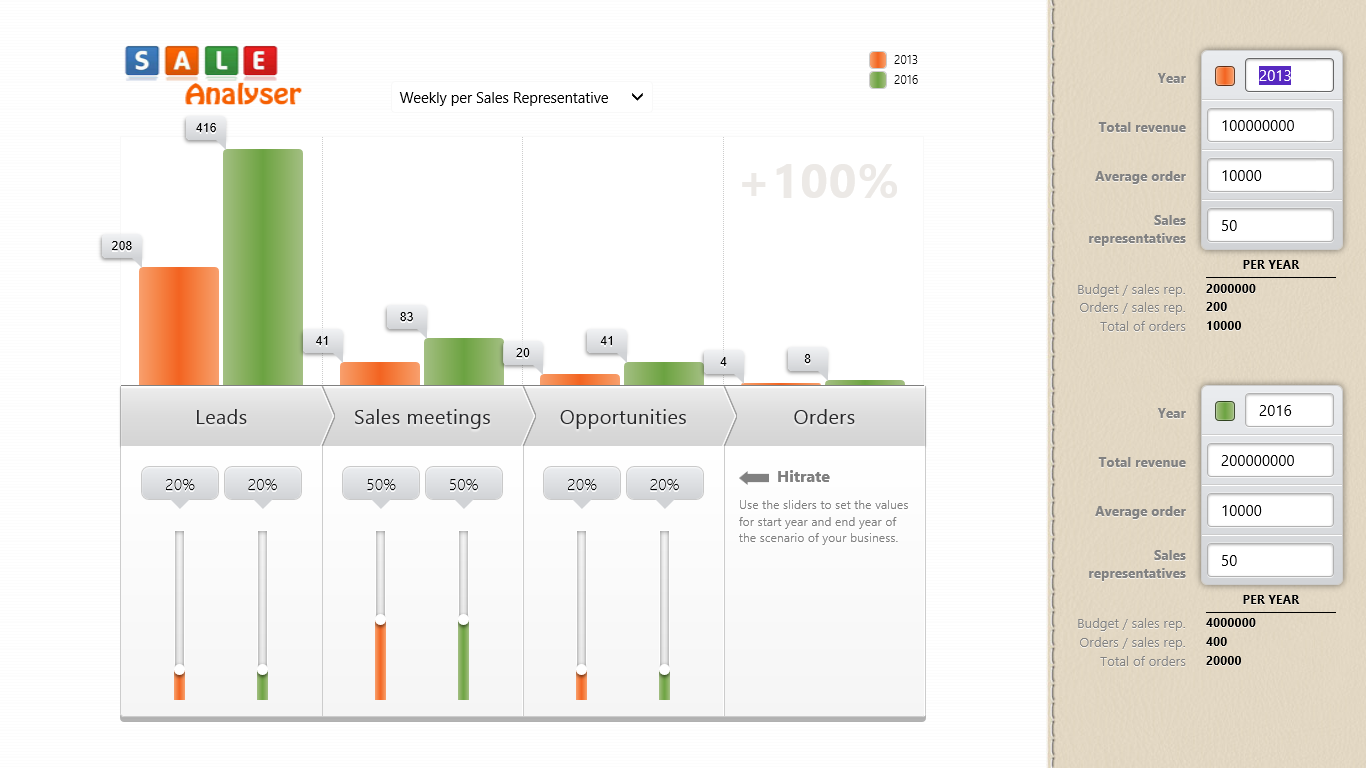 SALE
Analyser
Weekly per Sales Representative
2013
2016
+100%
416
208
41
83
20
41
4
8
Leads
Sales meetings
Opportunities
Orders
20%
20%
50%
50%
20%
20%
Hitrate
Use the sliders to set the values
for start year and end year of
the scenario of your business.
Year
2013
Total revenue
100000000
Average order
10000
Sales
representatives
50
PER YEAR
Budget / sales rep.
2000000
Orders / sales rep.
200
Total of orders
10000
Year
2016
Total revenue
200000000
Average order
10000
Sales
representatives
50
PER YEAR
Budget / sales rep.
4000000
Orders / sales rep.
400
Total of orders
20000